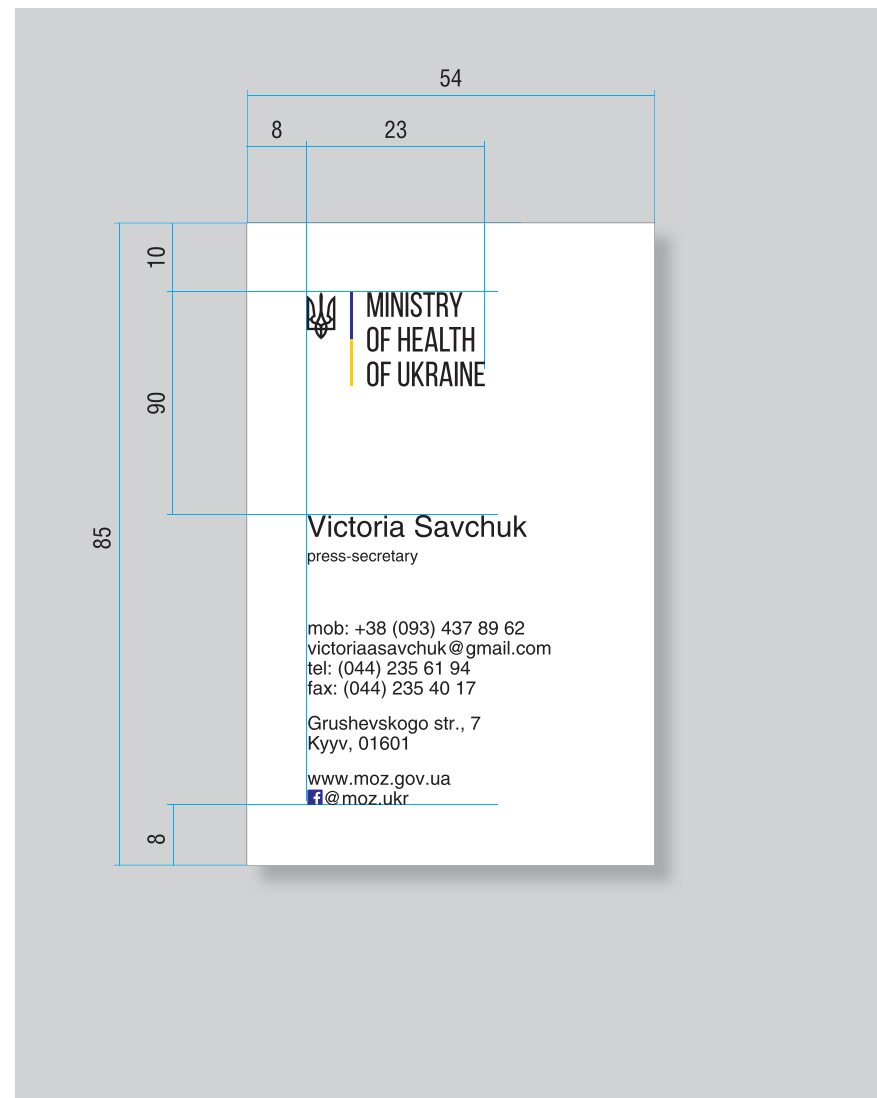 54
8
23
10
90
85
8
MINISTRY
OF HEALTH
OF UKRAINE
Victoria Savchuk
press-secretary
mob: +38 (093) 437 89 62
victoriaasavchuk@gmail.com
tel: (044) 235 61 94
fax: (044) 235 40 17
Grushevskogo str., 7
Kyyv, 01601
www.moz.gov.ua
@moz.ukr